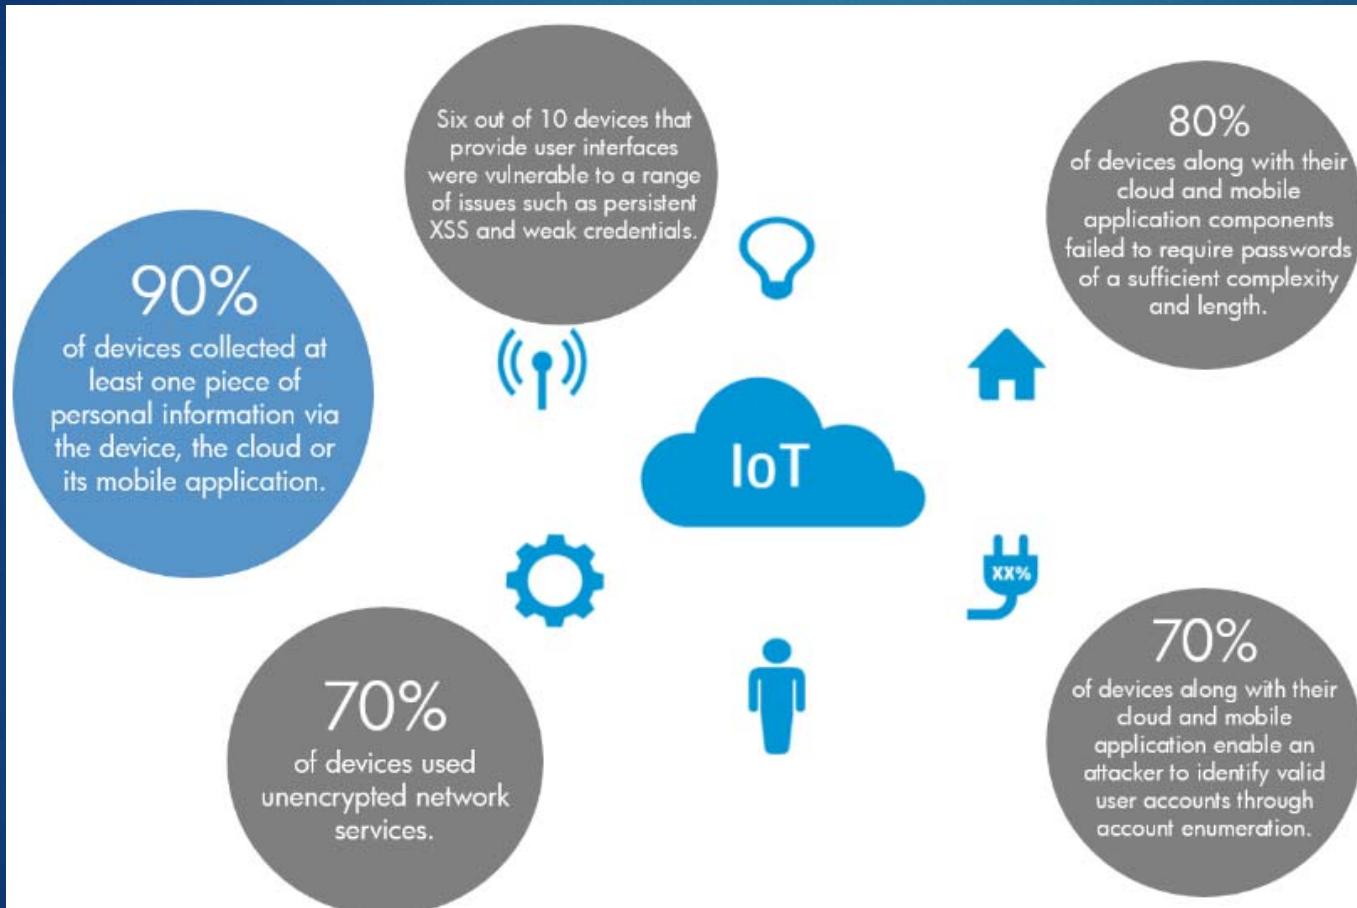 Six out of 10 devices that
provide user interfaces
were vulnerable to a range
of issues such as persistent
XSS and weak credentials.
80%
of devices along with their
cloud and mobile
application components
failed to require passwords
of a sufficient complexity
and length.
90%
of devices collected at
least one piece of
personal information via
the device, the cloud or
its mobile application.
IoT
XX%
70%
of devices used
unencrypted network
services.
70%
of devices along with their
cloud and mobile
application enable an
attacker to identify valid
user accounts through
account enumeration.